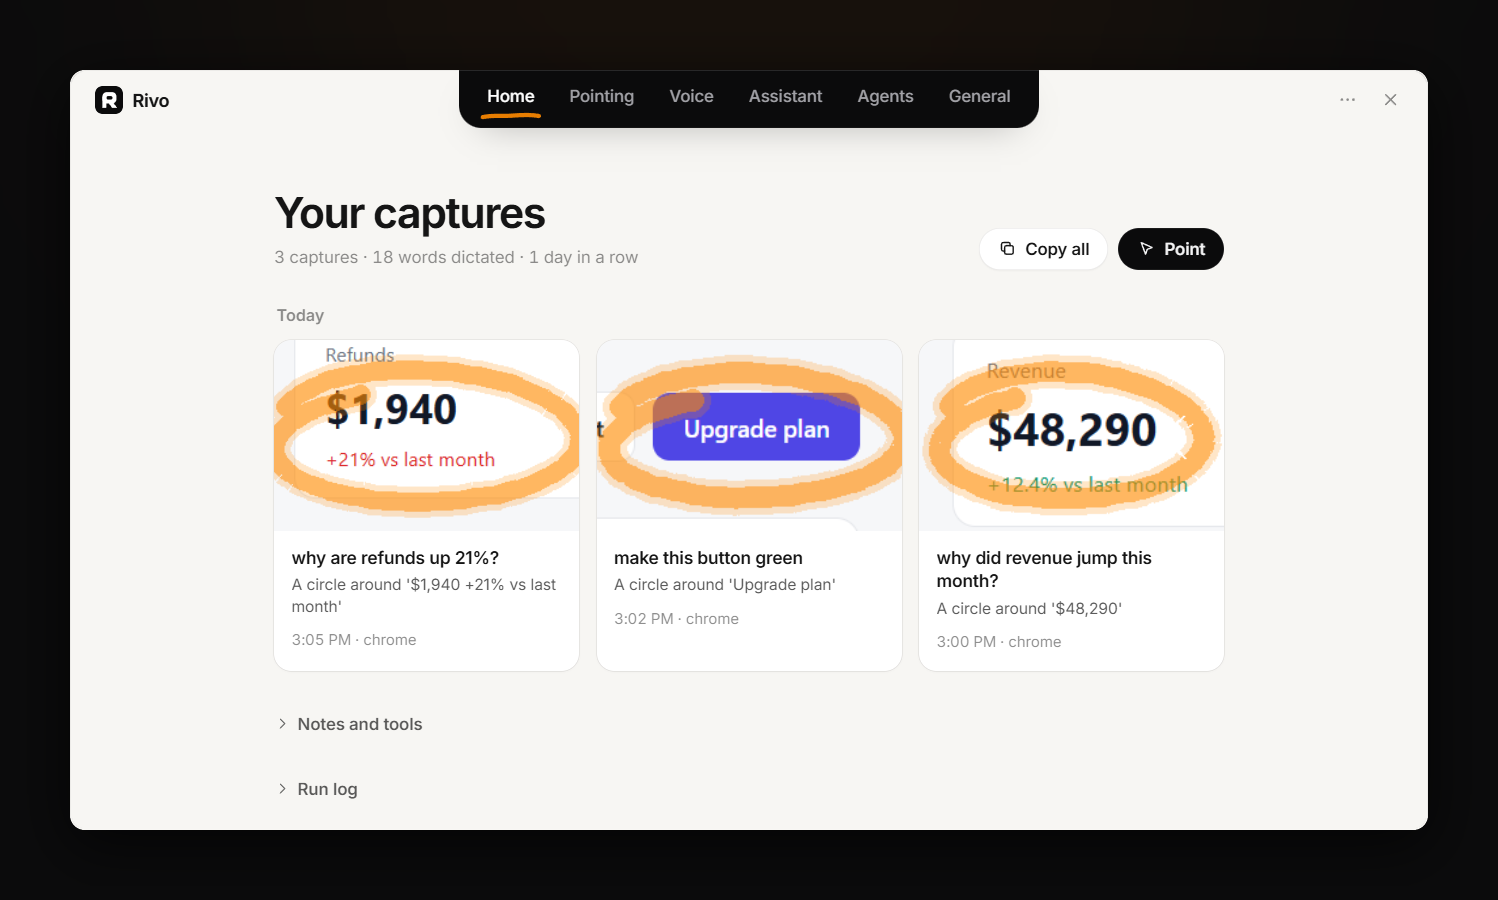 Rivo
Home
Pointing
Voice
Assistant
Agents
General
Your captures
3 captures · 18 words dictated · 1 day in a row
Copy all
Point
Today
Refunds
$1,940
+21% vs last month
why are refunds up 21%?
A circle around '$1,940 +21% vs last
month'
3:05 PM · chrome
t
Upgrade plan
make this button green
A circle around 'Upgrade plan'
3:02 PM · chrome
Revenue
$48,290
+12.4% vs last month
why did revenue jump this
month?
A circle around '$48,290'
3:00 PM · chrome
Notes and tools
Run log